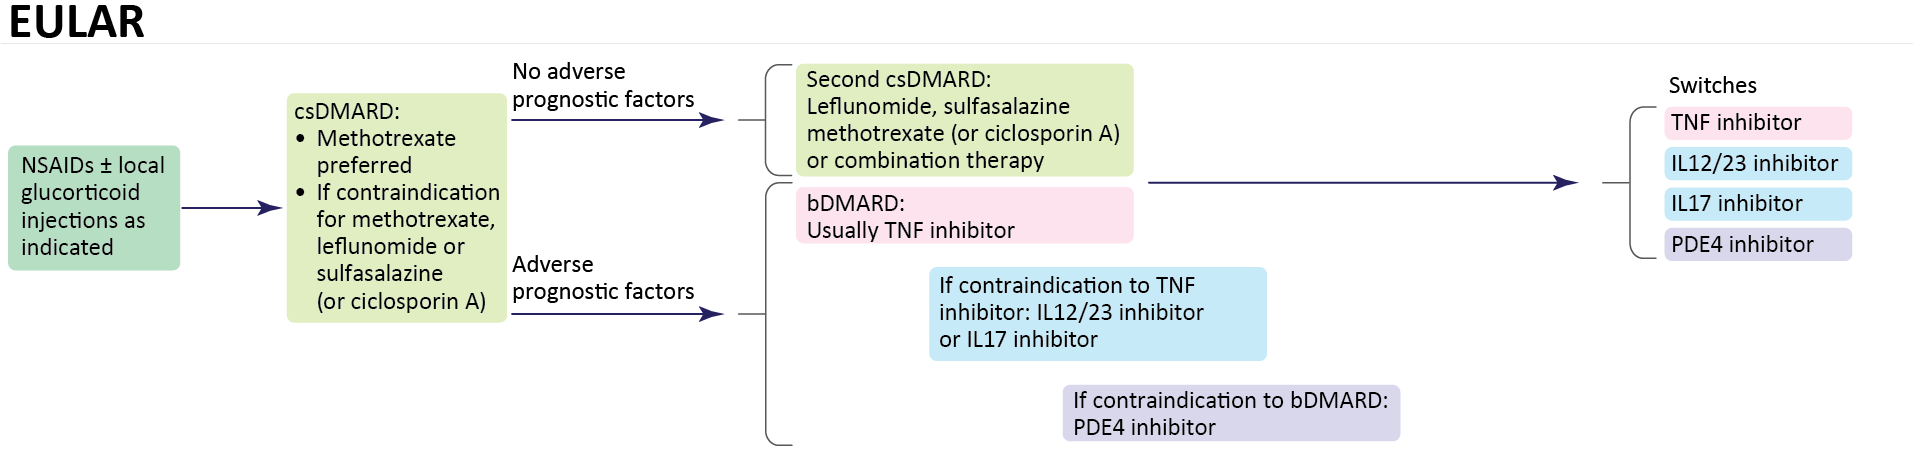 EULAR
NSAIDs ± local
glucorticoid
injections as
indicated
csDMARD:
• Methotrexate
preferred
• If contraindication
for methotrexate,
leflunomide or
sulfasalazine
(or ciclosporin A)
No adverse
prognostic factors
Adverse
prognostic factors
Second csDMARD:
Leflunomide, sulfasalazine
methotrexate (or ciclosporin A)
or combination therapy
bDMARD:
Usually TNF inhibitor
If contraindication to TNF
inhibitor: IL12/23 inhibitor
or IL17 inhibitor
If contraindication to bDMARD:
PDE4 inhibitor
Switches
TNF inhibitor
IL12/23 inhibitor
IL17 inhibitor
PDE4 inhibitor